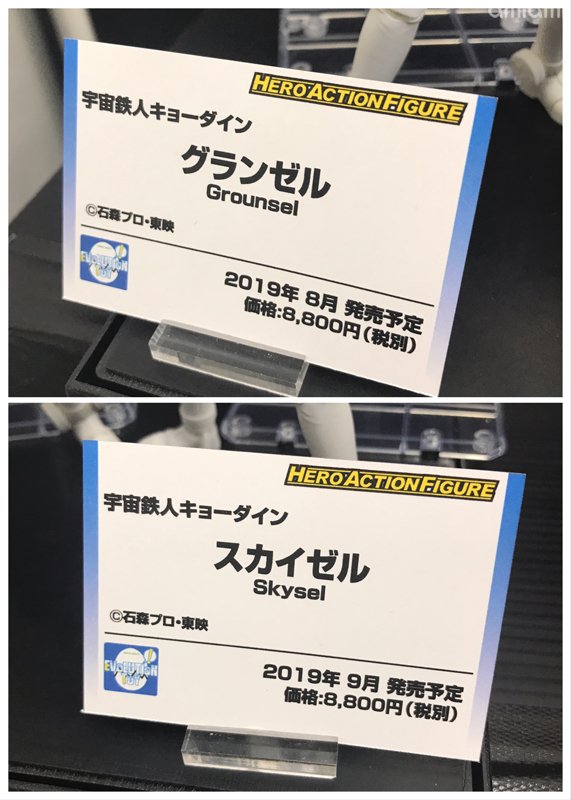 amiami
HERO ACTION FIGURE
宇宙鉄人キョーダイン
グランゼル
Grounsel
©石森プロ・東映
EVOLUTION TOY
2019年 8月 発売予定
価格:8,800円(税別)
HERO ACTION FIGURE
宇宙鉄人キョーダイン
スカイゼル
Skysel
©石森プロ・東映
EVOLUTION TOY
2019年 9月 発売予定
価格:8,800円(税別)